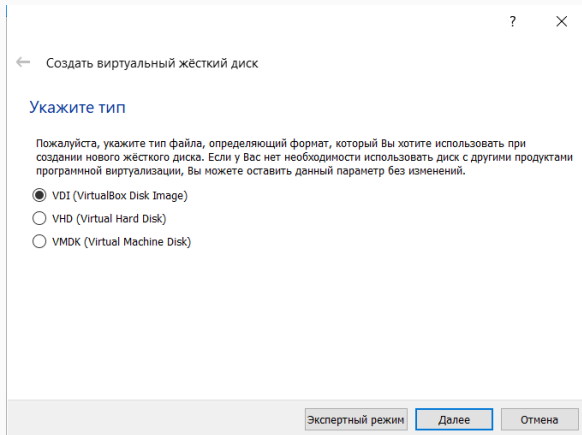 ?
Создать виртуальный жёсткий диск
Укажите тип
Пожалуйста, укажите тип файла, определяющий формат, который Вы хотите использовать при
создании нового жёсткого диска. Если у Вас нет необходимости использовать диск с другими продуктами
программной виртуализации, Вы можете оставить данный параметр без изменений.
VDI (VirtualBox Disk Image)
VHD (Virtual Hard Disk)
VMDK (Virtual Machine Disk)
Экспертный режим Далее Отмена